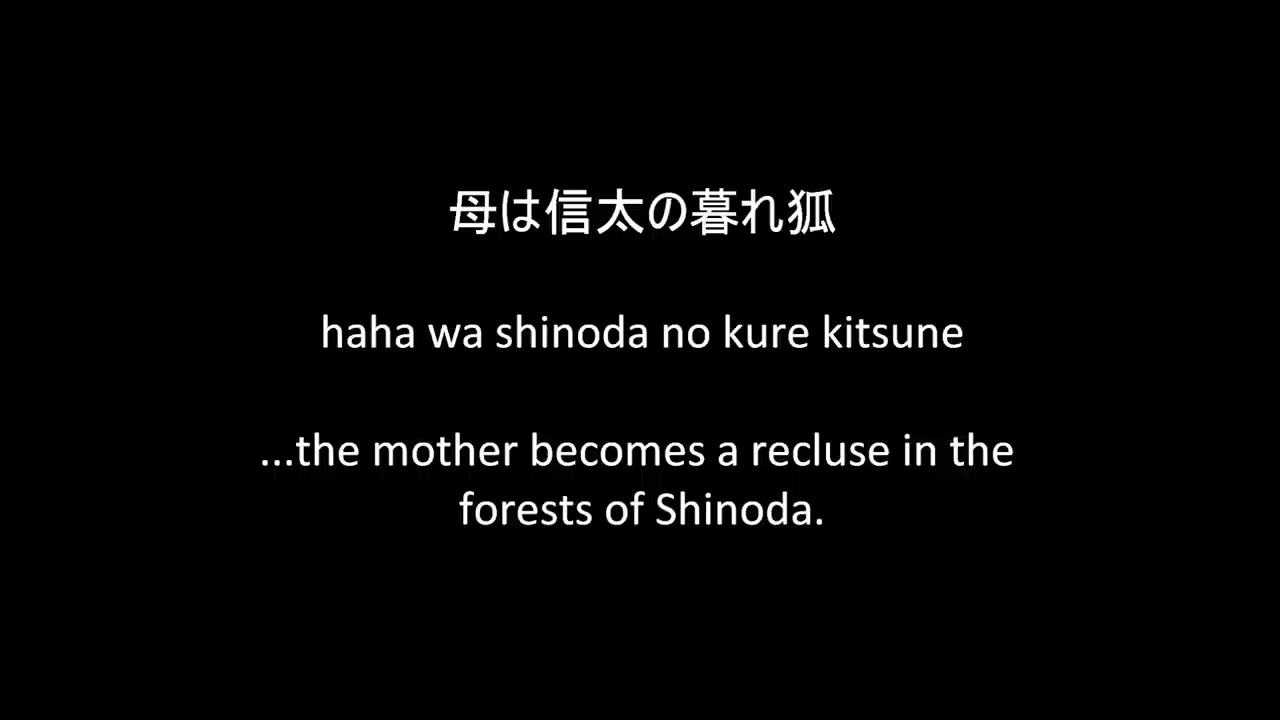 母は信太の暮れ狐
haha wa shinoda no kure kitsune
...the mother becomes a recluse in the
forests of Shinoda.